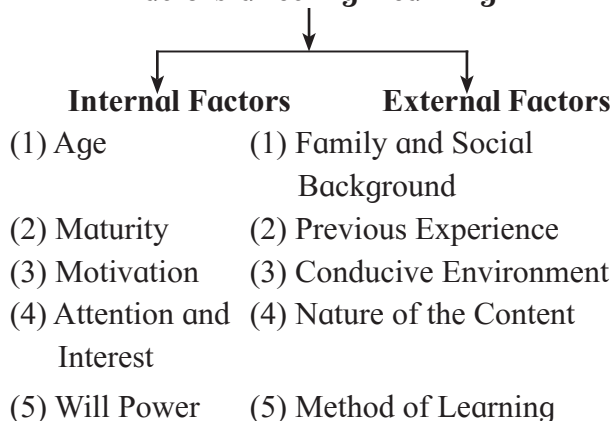 Internal Factors
(1) Age
(2) Maturity
(3) Motivation
(4) Attention and
Interest
(5) Will Power
External Factors
(1) Family and Social
Background
(2) Previous Experience
(3) Conducive Environment
(4) Nature of the Content
(5) Method of Learning